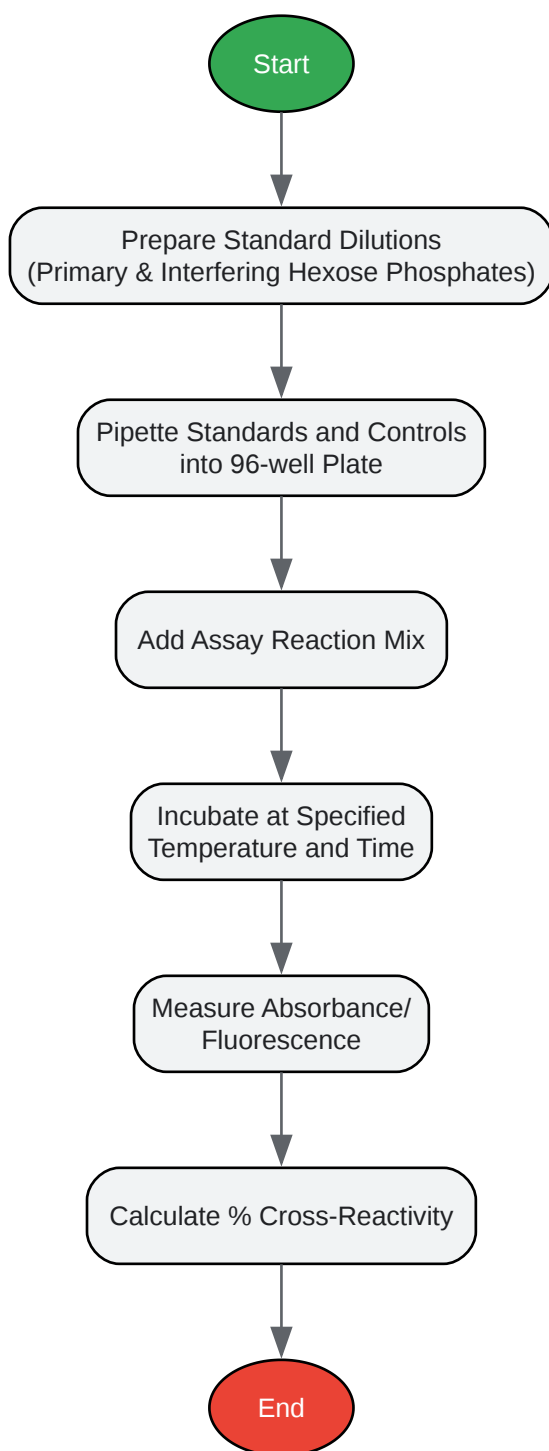 Start
Prepare Standard Dilutions
(Primary & Interfering Hexose Phosphates)
Pipette Standards and Controls
into 96-well Plate
Add Assay Reaction Mix
Incubate at Specified
Temperature and Time
Measure Absorbance/
Fluorescence
Calculate % Cross-Reactivity
End